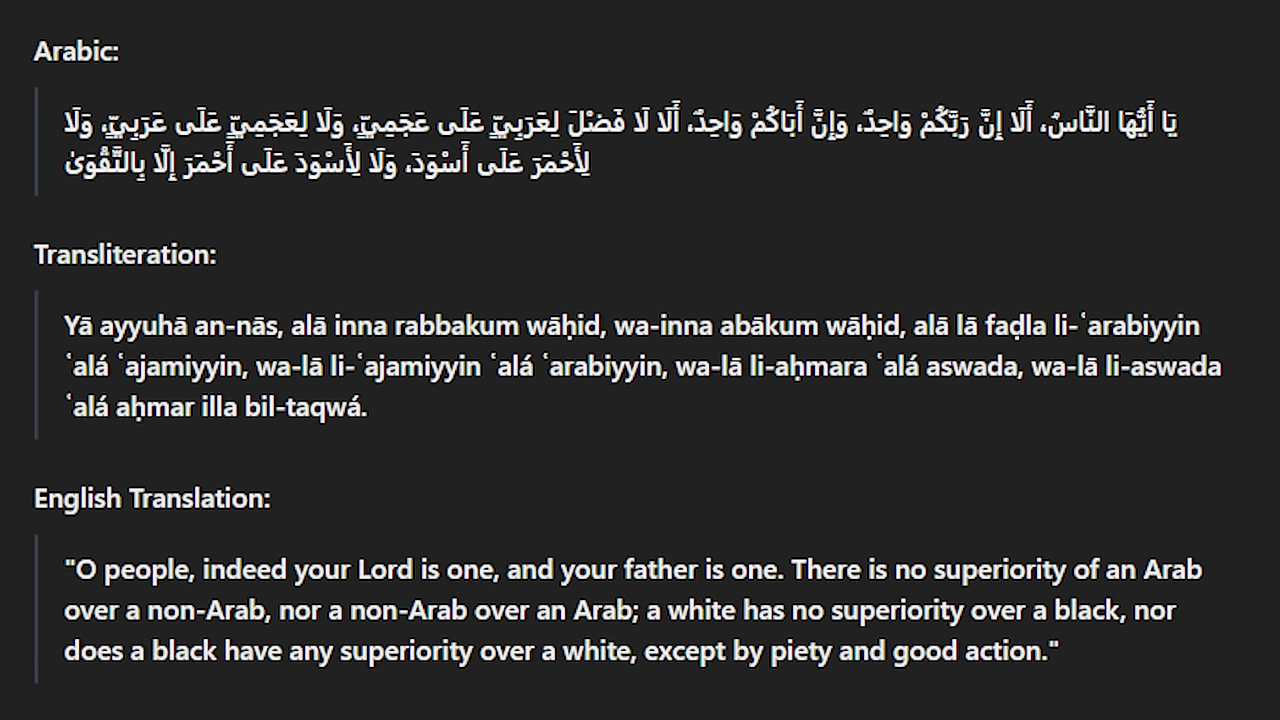 Arabic:
يَا أَيُّهَا النَّاسُ، أَلَا إِنَّ رَبَّكُمْ وَاحِدٌ، وَإِنَّ أَبَاكُمْ وَاحِدٌ، أَلَا لَا فَضْلَ لِعَرَبِيٍّ عَلَى عَجَمِيٍّ، وَلَا لِعَجَمِيٍّ عَلَى عَرَبِيٍّ، وَلَا
لِأَحْمَرَ عَلَى أَسْوَدَ، وَلَا لِأَسْوَدَ عَلَى أَحْمَرَ إِلَّا بِالتَّقْوَىٰ
Transliteration:
Yā ayyuhā an-nās, alā inna rabbakum wāḥid, wa-inna abākum wāḥid, alā lā faḍla li-ʿarabiyyin
ʿalá ʿajamiyyin, wa-lā li-ʿajamiyyin ʿalá ʿarabiyyin, wa-lā li-aḥmara ʿalá aswada, wa-lā li-aswada
ʿalá aḥmar illa bil-taqwá.
English Translation:
"O people, indeed your Lord is one, and your father is one. There is no superiority of an Arab
over a non-Arab, nor a non-Arab over an Arab; a white has no superiority over a black, nor
does a black have any superiority over a white, except by piety and good action."